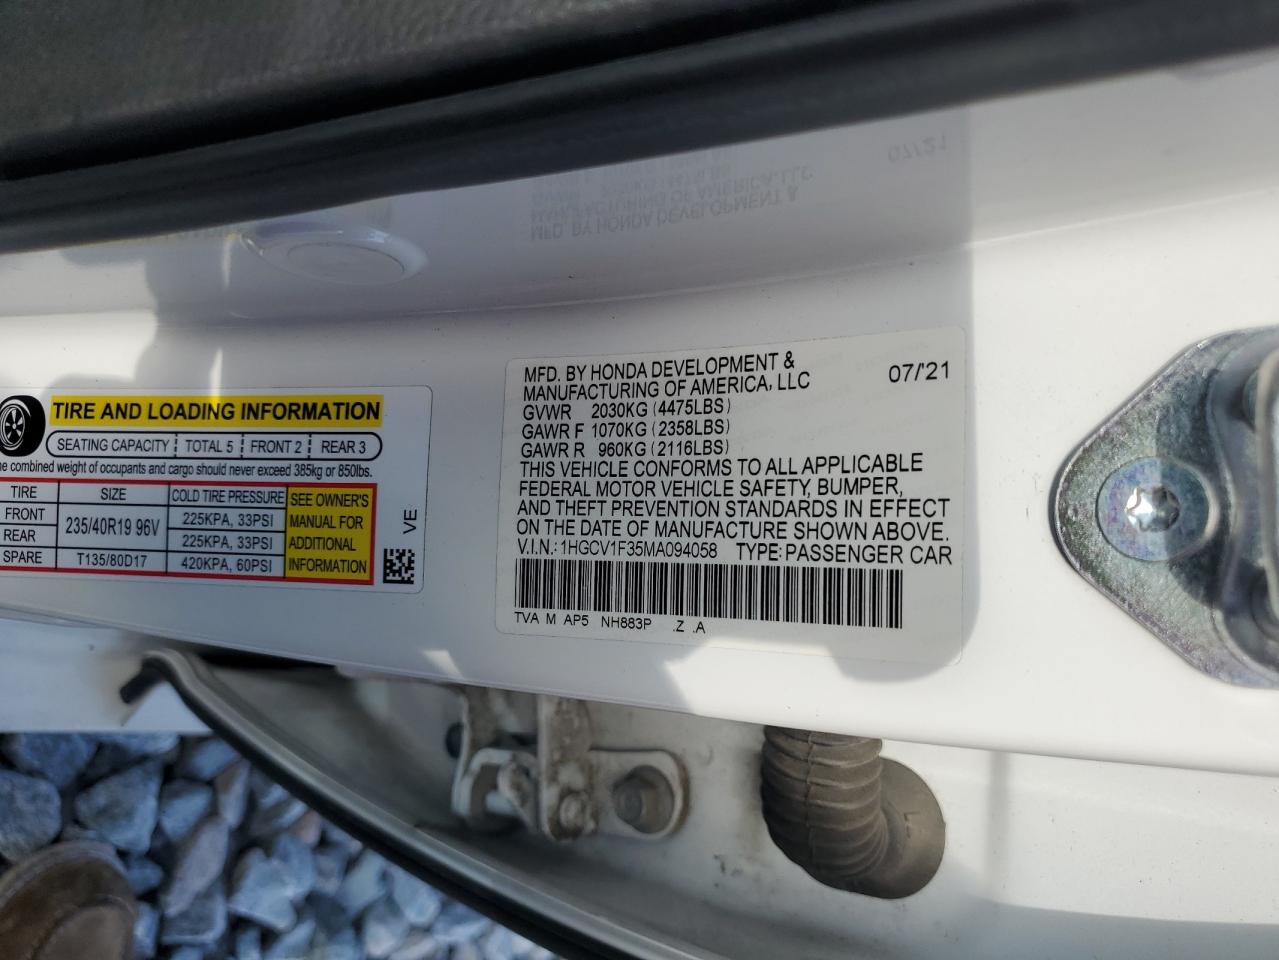 TIRE AND LOADING INFORMATION
SEATING CAPACITY TOTAL 5 FRONT 2 REAR 3
combined weight of occupants and cargo should never exceed 385kg or 850lbs.
TIRE SIZE COLD TIRE PRESSURE
FRONT 235/40R19 96V 225KPA, 33PSI
REAR 225KPA, 33PSI
SPARE T135/80D17 420KPA, 60PSI
SEE OWNER'S
MANUAL FOR
ADDITIONAL
INFORMATION
VE
MFD. BY HONDA DEVELOPMENT &
MANUFACTURING OF AMERICA, LLC 07/'21
GVWR 2030KG (4475LBS)
GAWR F 1070KG (2358LBS)
GAWR R 960KG (2116LBS)
THIS VEHICLE CONFORMS TO ALL APPLICABLE
FEDERAL MOTOR VEHICLE SAFETY, BUMPER,
AND THEFT PREVENTION STANDARDS IN EFFECT
ON THE DATE OF MANUFACTURE SHOWN ABOVE.
V.I.N.: 1HGCV1F35MA094058 TYPE: PASSENGER CAR
TVA M AP5 NH883P .Z .A